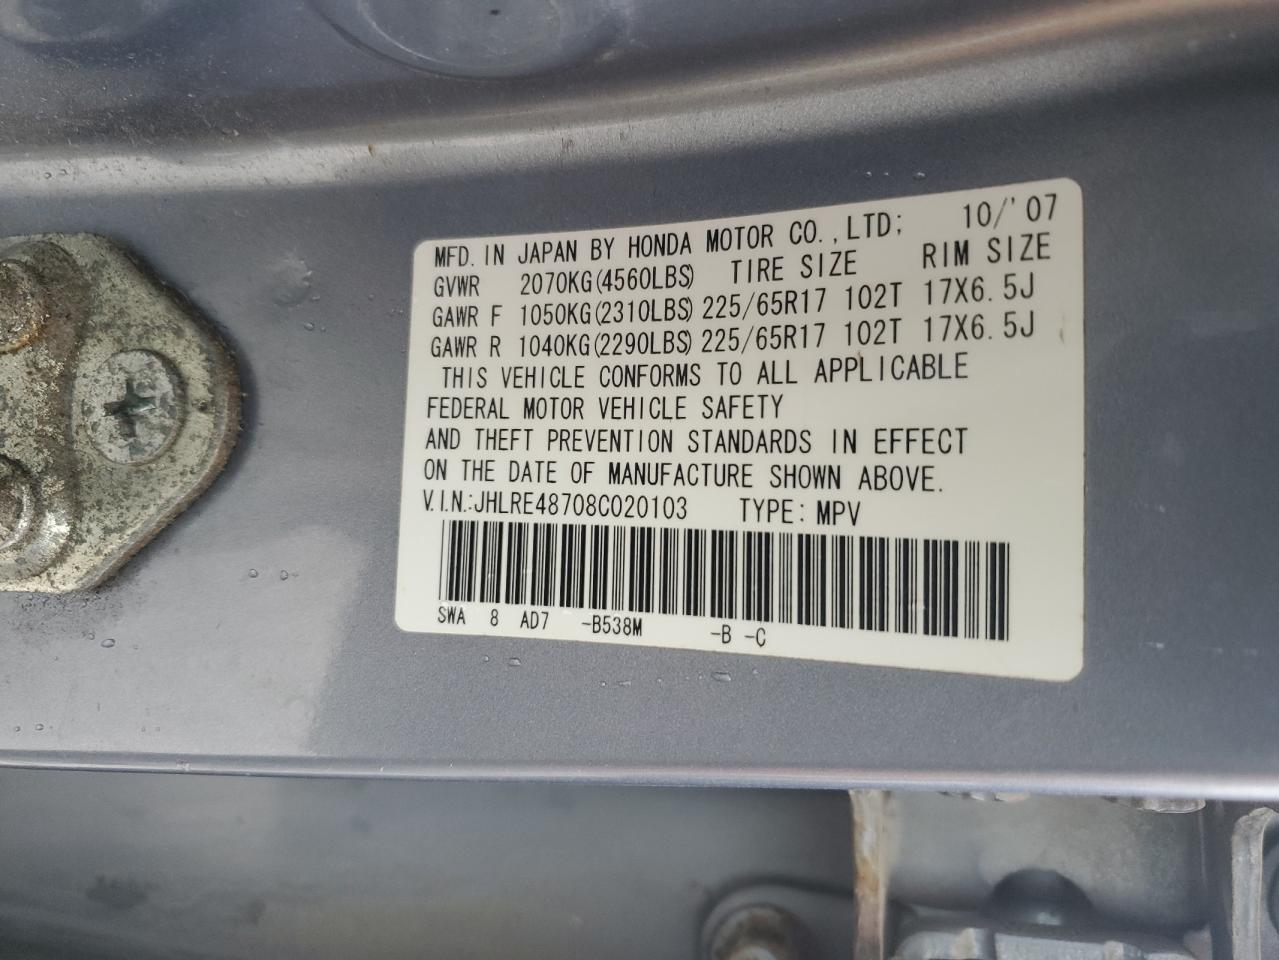 MFD. IN JAPAN BY HONDA MOTOR CO., LTD; 10/'07
GVWR 2070KG(4560LBS) TIRE SIZE RIM SIZE
GAWR F 1050KG(2310LBS) 225/65R17 102T 17X6.5J
GAWR R 1040KG(2290LBS) 225/65R17 102T 17X6.5J
THIS VEHICLE CONFORMS TO ALL APPLICABLE
FEDERAL MOTOR VEHICLE SAFETY
AND THEFT PREVENTION STANDARDS IN EFFECT
ON THE DATE OF MANUFACTURE SHOWN ABOVE.
V.I.N.:JHLRE48708C020103 TYPE: MPV
SWA 8 AD7 -B538M -B -C